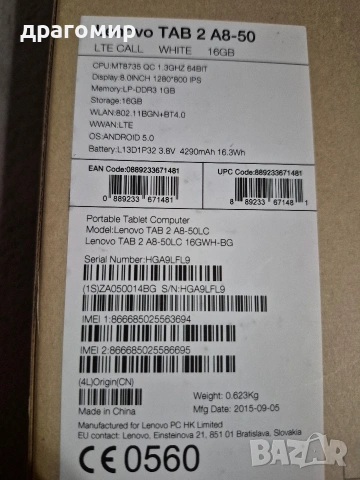 драгомир
Lenovo TAB 2 A8-50
LTE CALL WHITE 16GB
CPU:MT8735 QC 1.3GHZ 64BIT
Display:8.0INCH 1280*800 IPS
Memory:LP-DDR3 1GB
Storage:16GB
WLAN:802.11BGN+BT4.0
WWAN:LTE
OS:ANDROID 5.0
Battery:L13D1P32 3.8V 4290mAh 16.3Wh
EAN Code:0889233671481
0 889233 671481
UPC Code:889233671481
8 89233 67148 1
Portable Tablet Computer
Model:Lenovo TAB 2 A8-50LC
Lenovo TAB 2 A8-50LC 16GWH-BG
Serial Number:HGA9LFL9
(1S)ZA050014BG S/N:HGA9LFL9
IMEI 1:866685025563694
IMEI 2:866685025586695
(4L)Origin(CN)
Made in China
Weight: 0.623Kg
Mfg Date: 2015-09-05
Manufactured for Lenovo PC HK Limited
EU contact: Lenovo, Einsteinova 21, 851 01 Bratislava, Slovakia
CE 0560
bazar